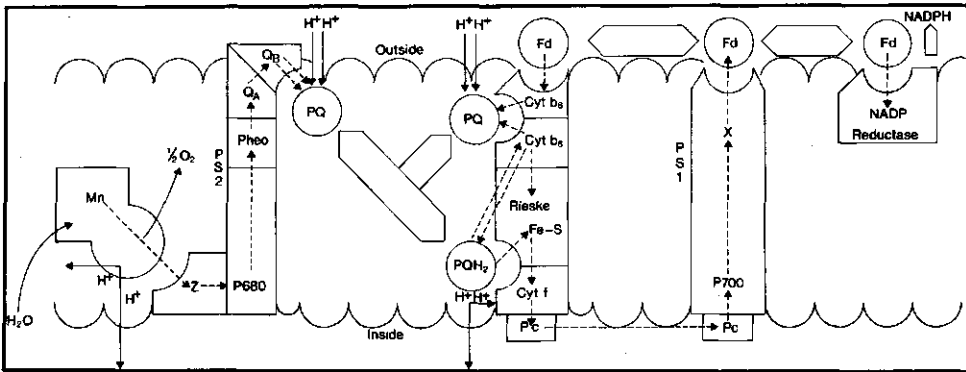 H⁺ H⁺
H⁺ H⁺
NADPH
Outside
Q_B
Fd
Fd
Fd
Q_A
PQ
PQ
Cyt b₆
NADP
Reductase
Pheo
Cyt b₆
X
½O₂
P
S
2
P
S
1
Mn
Rieske
Fe–S
PQH₂
H⁺
H⁺
Z
P680
H⁺ H⁺
Cyt f
P700
H₂O
Inside
Pc
Pc